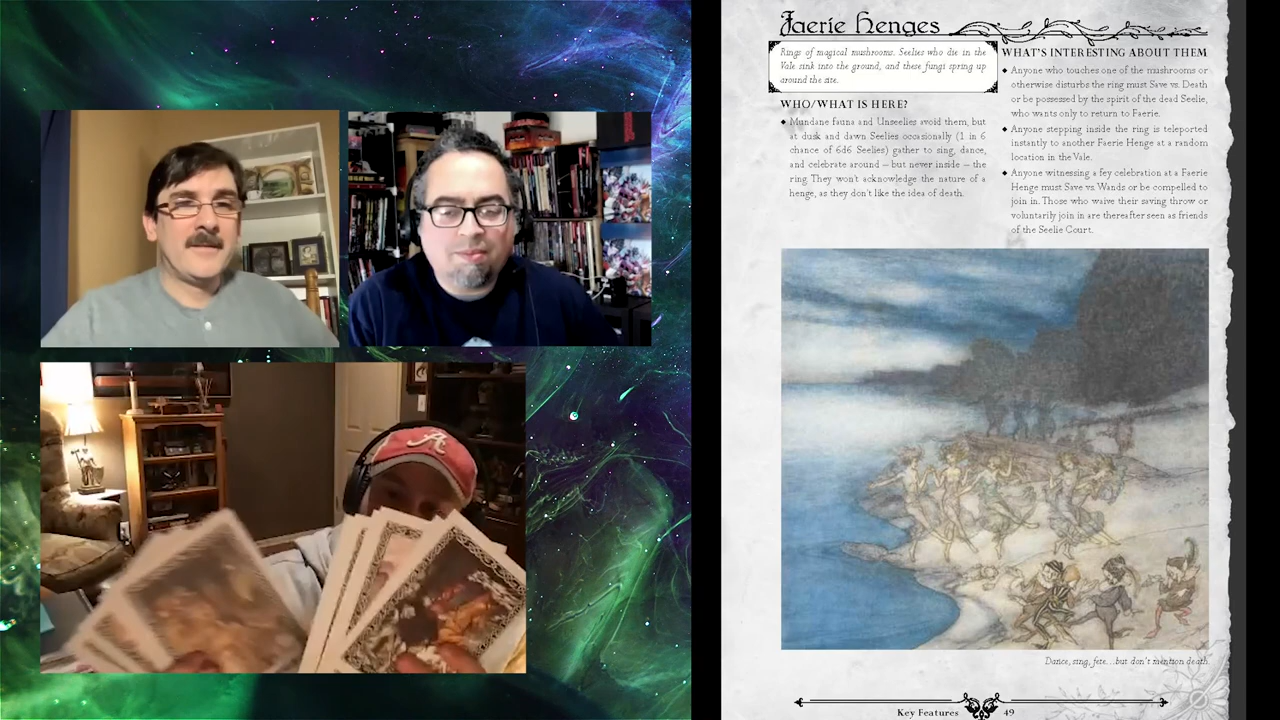 Faerie Henges
Rings of magical mushrooms. Seelies who die in the
Vale sink into the ground, and these fungi spring up
around the site.
WHO/WHAT IS HERE?
◆ Mundane fauna and Unseelies avoid them, but
at dusk and dawn Seelies occasionally (1 in 6
chance of 6d6 Seelies) gather to sing, dance,
and celebrate around – but never inside – the
ring. They won't acknowledge the nature of a
henge, as they don't like the idea of death.
WHAT'S INTERESTING ABOUT THEM
◆ Anyone who touches one of the mushrooms or
otherwise disturbs the ring must Save vs. Death
or be possessed by the spirit of the dead Seelie,
who wants only to return to Faerie.
◆ Anyone stepping inside the ring is teleported
instantly to another Faerie Henge at a random
location in the Vale.
◆ Anyone witnessing a fey celebration at a Faerie
Henge must Save vs. Wands or be compelled to
join in. Those who waive their saving throw or
voluntarily join in are thereafter seen as friends
of the Seelie Court.
Dance, sing, fete...but don't mention death
Key Features 49
A